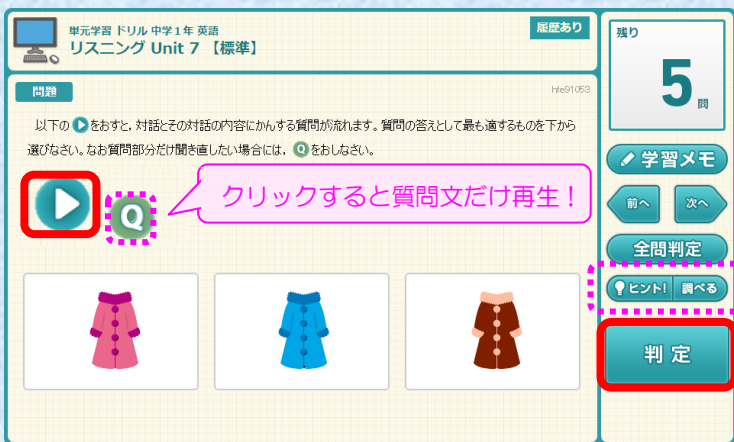 単元学習 ドリル 中学1年 英語
リスニング Unit 7 【標準】
履歴あり
問題
hle91053
以下の▶をおすと，対話とその対話の内容にかんする質問が流れます。質問の答えとして最も適するものを下から
選びなさい。なお質問部分だけ聞き直したい場合には，Qをおしなさい。
Q
クリックすると質問文だけ再生！
残り
5問
学習メモ
前へ 次へ
全問判定
ヒント! 調べる
判定